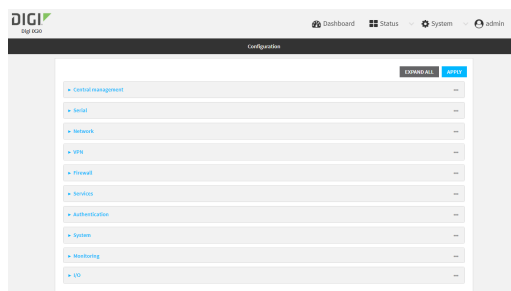 DIGI
Digi IX30
Dashboard Status System admin
Configuration
EXPAND ALL APPLY
Central management
Serial
Network
VPN
Firewall
Services
Authentication
System
Monitoring
I/O